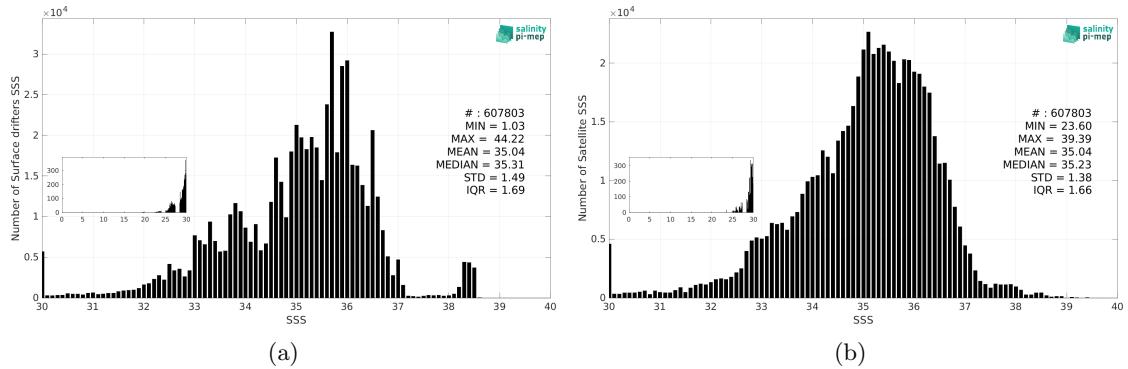 ×10^4
salinity
pi-mep
Number of Surface drifters SSS
3
2.5
2
1.5
1
0.5
0
# : 607803
MIN = 1.03
MAX = 44.22
MEAN = 35.04
MEDIAN = 35.31
STD = 1.49
IQR = 1.69
300
200
100
0
0 5 10 15 20 25 30
30 31 32 33 34 35 36 37 38 39 40
SSS
(a)
×10^4
salinity
pi-mep
Number of Satellite SSS
2
1.5
1
0.5
0
# : 607803
MIN = 23.60
MAX = 39.39
MEAN = 35.04
MEDIAN = 35.23
STD = 1.38
IQR = 1.66
300
200
100
0
0 5 10 15 20 25 30
30 31 32 33 34 35 36 37 38 39 40
SSS
(b)